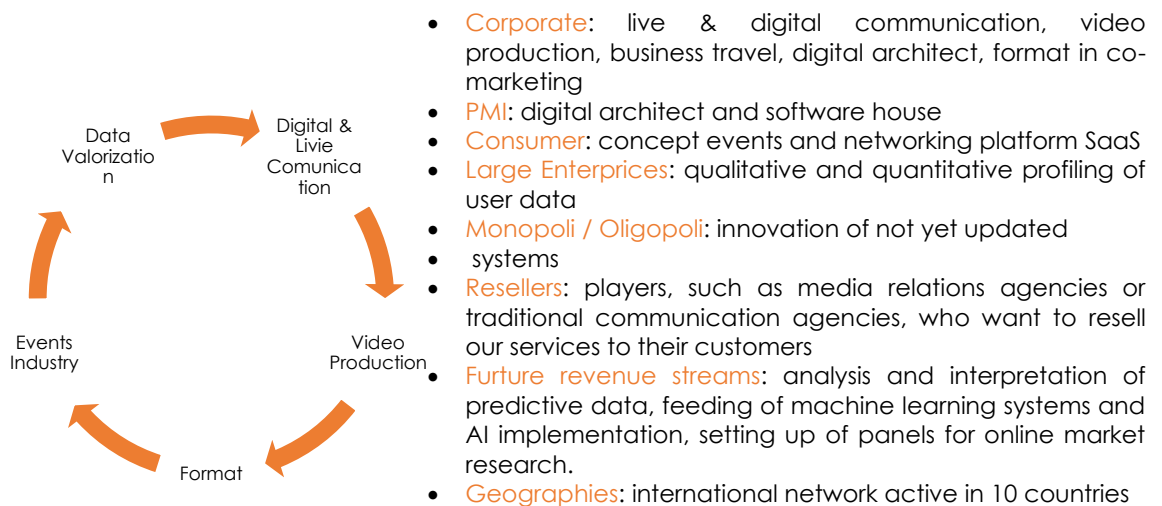 Data
Valorizatio
n
Digital &
Livie
Comunica
tion
Video
Production
Format
Events
Industry
• Corporate: live & digital communication, video
production, business travel, digital architect, format in co-
marketing
• PMI: digital architect and software house
• Consumer: concept events and networking platform SaaS
• Large Enterprices: qualitative and quantitative profiling of
user data
• Monopoli / Oligopoli: innovation of not yet updated
• systems
• Resellers: players, such as media relations agencies or
traditional communication agencies, who want to resell
our services to their customers
• Furture revenue streams: analysis and interpretation of
predictive data, feeding of machine learning systems and
AI implementation, setting up of panels for online market
research.
• Geographies: international network active in 10 countries